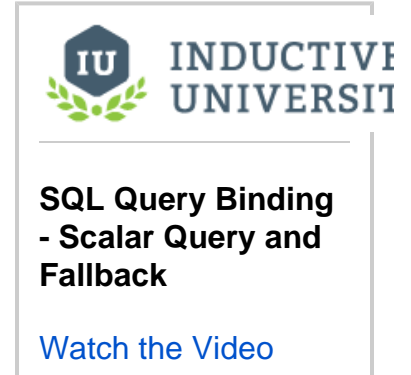 IU
INDUCTIVE
UNIVERSIT
SQL Query Binding
- Scalar Query and
Fallback
Watch the Video